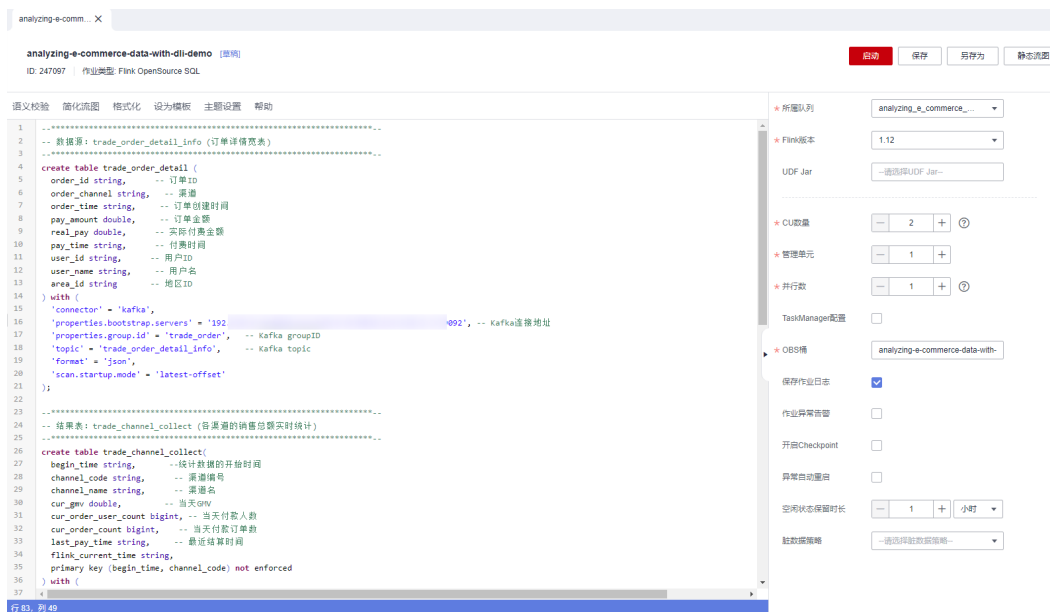 analyzing-e-comm... ×
analyzing-e-commerce-data-with-dli-demo [草稿]
启动 保存 另存为 静态流图
ID: 247097 作业类型: Flink OpenSource SQL
语义校验 简化流图 格式化 设为模板 主题设置 帮助
1 --********************************************************************--
2 -- 数据源：trade_order_detail_info (订单详情宽表)
3 --********************************************************************--
4 create table trade_order_detail (
5 order_id string, -- 订单ID
6 order_channel string, -- 渠道
7 order_time string, -- 订单创建时间
8 pay_amount double, -- 订单金额
9 real_pay double, -- 实际付费金额
10 pay_time string, -- 付费时间
11 user_id string, -- 用户ID
12 user_name string, -- 用户名
13 area_id string -- 地区ID
14 ) with (
15 'connector' = 'kafka',
16 'properties.bootstrap.servers' = '192 9092', -- Kafka连接地址
17 'properties.group.id' = 'trade_order', -- Kafka groupID
18 'topic' = 'trade_order_detail_info', -- Kafka topic
19 'format' = 'json',
20 'scan.startup.mode' = 'latest-offset'
21 );
22
23 --********************************************************************--
24 -- 结果表：trade_channel_collect (各渠道的销售总额实时统计)
25 --********************************************************************--
26 create table trade_channel_collect(
27 begin_time string, --统计数据的开始时间
28 channel_code string, -- 渠道编号
29 channel_name string, -- 渠道名
30 cur_gmv double, -- 当天GMV
31 cur_order_user_count bigint, -- 当天付款人数
32 cur_order_count bigint, -- 当天付款订单数
33 last_pay_time string, -- 最近结算时间
34 flink_current_time string,
35 primary key (begin_time, channel_code) not enforced
36 ) with (
37
行 83，列 49
* 所属队列 analyzing_e_commerce_...
* Flink版本 1.12
UDF Jar --请选择UDF Jar--
* CU数量 — 2 + ?
* 管理单元 — 1 +
* 并行数 — 1 + ?
TaskManager配置
* OBS桶 analyzing-e-commerce-data-with-
保存作业日志
作业异常告警
开启Checkpoint
异常自动重启
空闲状态保留时长 — 1 + 小时
脏数据策略 --请选择脏数据策略--